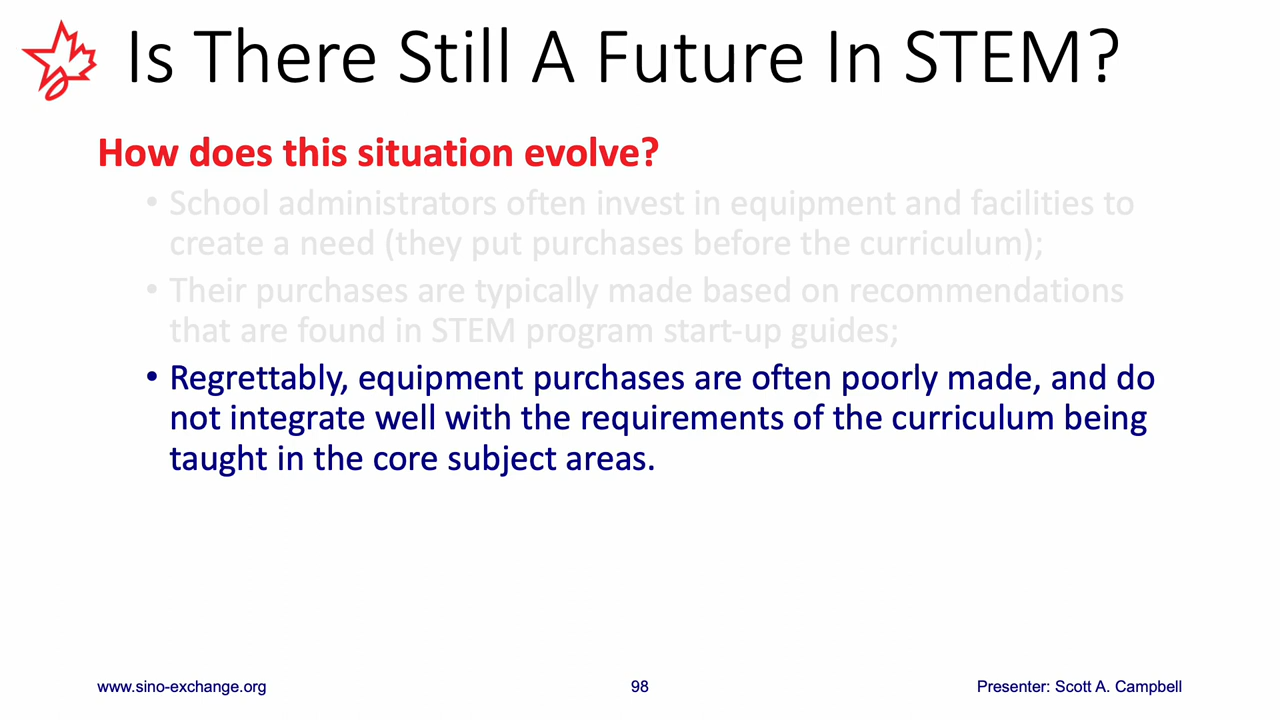 Is There Still A Future In STEM?
How does this situation evolve?
• School administrators often invest in equipment and facilities to
create a need (they put purchases before the curriculum);
• Their purchases are typically made based on recommendations
that are found in STEM program start-up guides;
• Regrettably, equipment purchases are often poorly made, and do
not integrate well with the requirements of the curriculum being
taught in the core subject areas.
www.sino-exchange.org
98
Presenter: Scott A. Campbell